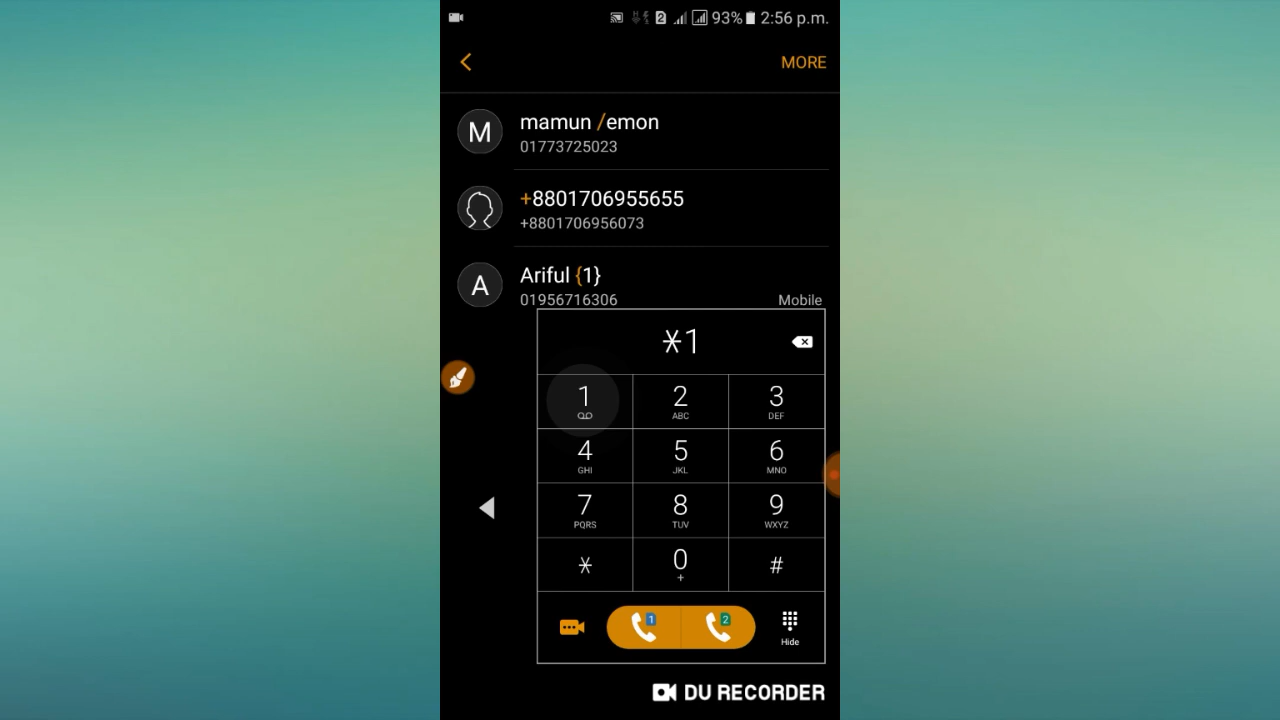 2 93% 2:56 p.m.
MORE
M
mamun /emon
01773725023
+8801706955655
+8801706956073
A
Ariful {1}
01956716306 Mobile
*1
1 2 ABC 3 DEF
4 GHI 5 JKL 6 MNO
7 PQRS 8 TUV 9 WXYZ
* 0 + #
1 2 Hide
DU RECORDER